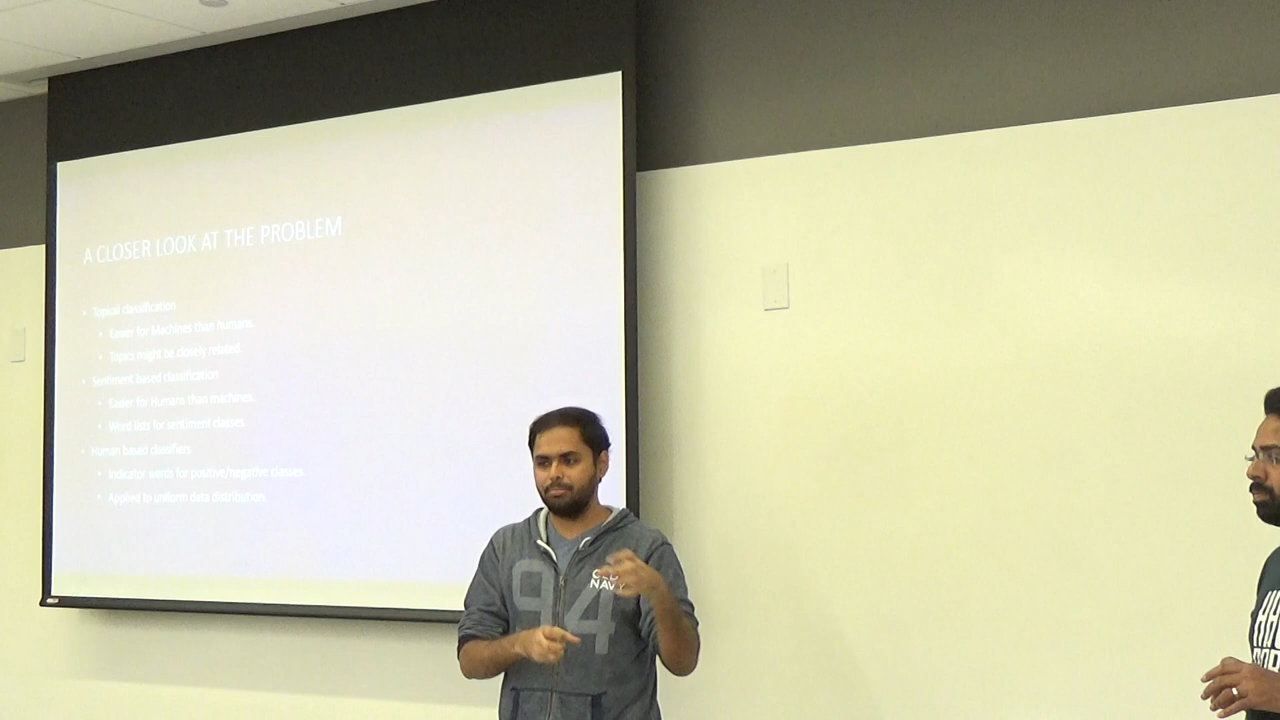 A CLOSER LOOK AT THE PROBLEM
Topical classification
Easier for Machines than humans.
Topics might be closely related.
Sentiment based classification
Easier for Humans than machines.
Word lists for sentiment classes.
Human based classifiers
Indicator words for positive/negative classes.
Applied to uniform data distribution.
OLD
NAVY
94